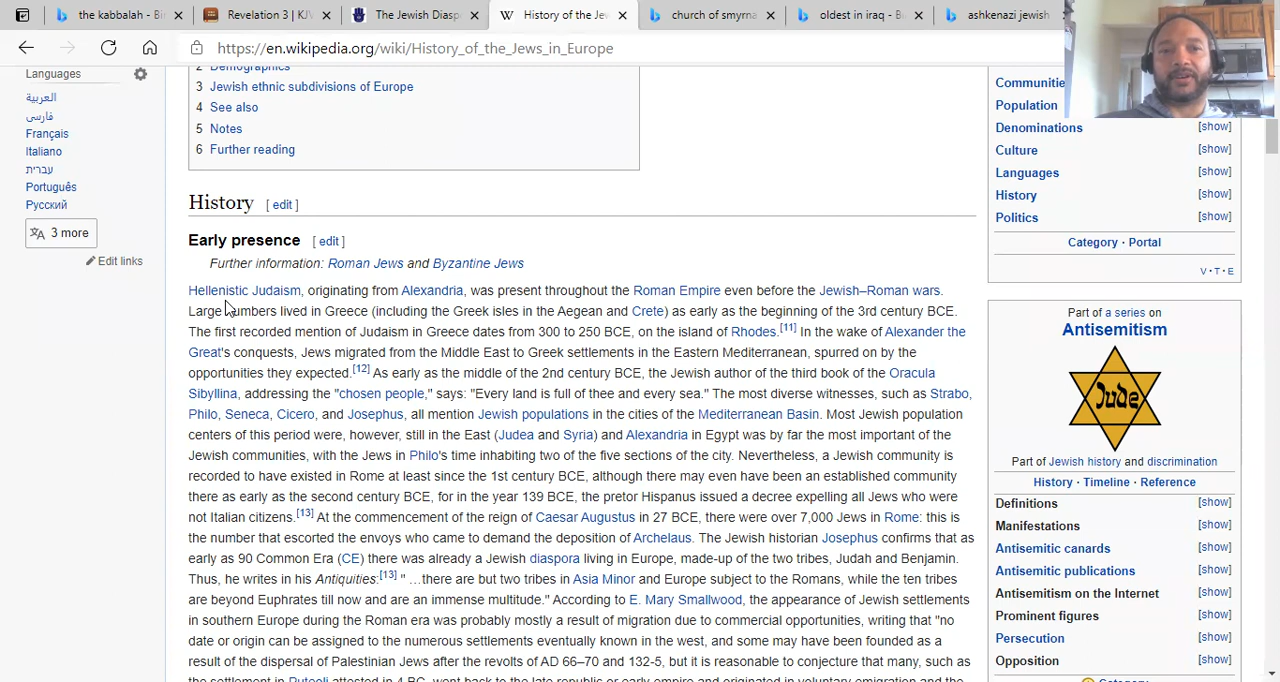 the kabbalah - Bi
Revelation 3 | KJV
The Jewish Diasp
History of the Jew
church of smyrna
oldest in iraq - B
ashkenazi jewish
https://en.wikipedia.org/wiki/History_of_the_Jews_in_Europe
Languages
العربية
فارسی
Français
Italiano
עברית
Português
Русский
3 more
Edit links
2 Demographics
3 Jewish ethnic subdivisions of Europe
4 See also
5 Notes
6 Further reading
History [ edit ]
Early presence [ edit ]
Further information: Roman Jews and Byzantine Jews
Hellenistic Judaism, originating from Alexandria, was present throughout the Roman Empire even before the Jewish–Roman wars.
Large numbers lived in Greece (including the Greek isles in the Aegean and Crete) as early as the beginning of the 3rd century BCE.
The first recorded mention of Judaism in Greece dates from 300 to 250 BCE, on the island of Rhodes.[11] In the wake of Alexander the
Great's conquests, Jews migrated from the Middle East to Greek settlements in the Eastern Mediterranean, spurred on by the
opportunities they expected.[12] As early as the middle of the 2nd century BCE, the Jewish author of the third book of the Oracula
Sibyllina, addressing the "chosen people," says: "Every land is full of thee and every sea." The most diverse witnesses, such as Strabo,
Philo, Seneca, Cicero, and Josephus, all mention Jewish populations in the cities of the Mediterranean Basin. Most Jewish population
centers of this period were, however, still in the East (Judea and Syria) and Alexandria in Egypt was by far the most important of the
Jewish communities, with the Jews in Philo's time inhabiting two of the five sections of the city. Nevertheless, a Jewish community is
recorded to have existed in Rome at least since the 1st century BCE, although there may even have been an established community
there as early as the second century BCE, for in the year 139 BCE, the pretor Hispanus issued a decree expelling all Jews who were
not Italian citizens.[13] At the commencement of the reign of Caesar Augustus in 27 BCE, there were over 7,000 Jews in Rome: this is
the number that escorted the envoys who came to demand the deposition of Archelaus. The Jewish historian Josephus confirms that as
early as 90 Common Era (CE) there was already a Jewish diaspora living in Europe, made-up of the two tribes, Judah and Benjamin.
Thus, he writes in his Antiquities:[13] " …there are but two tribes in Asia Minor and Europe subject to the Romans, while the ten tribes
are beyond Euphrates till now and are an immense multitude." According to E. Mary Smallwood, the appearance of Jewish settlements
in southern Europe during the Roman era was probably mostly a result of migration due to commercial opportunities, writing that "no
date or origin can be assigned to the numerous settlements eventually known in the west, and some may have been founded as a
result of the dispersal of Palestinian Jews after the revolts of AD 66–70 and 132-5, but it is reasonable to conjecture that many, such as
the settlement in Puteoli attested in 4 BC, went back to the late republic or early empire and originated in voluntary emigration and the
Communitie
Population [show]
Denominations [show]
Culture [show]
Languages [show]
History [show]
Politics [show]
Category · Portal
V · T · E
Part of a series on
Antisemitism
Jude
Part of Jewish history and discrimination
History · Timeline · Reference
Definitions [show]
Manifestations [show]
Antisemitic canards [show]
Antisemitic publications [show]
Antisemitism on the Internet [show]
Prominent figures [show]
Persecution [show]
Opposition [show]
Category